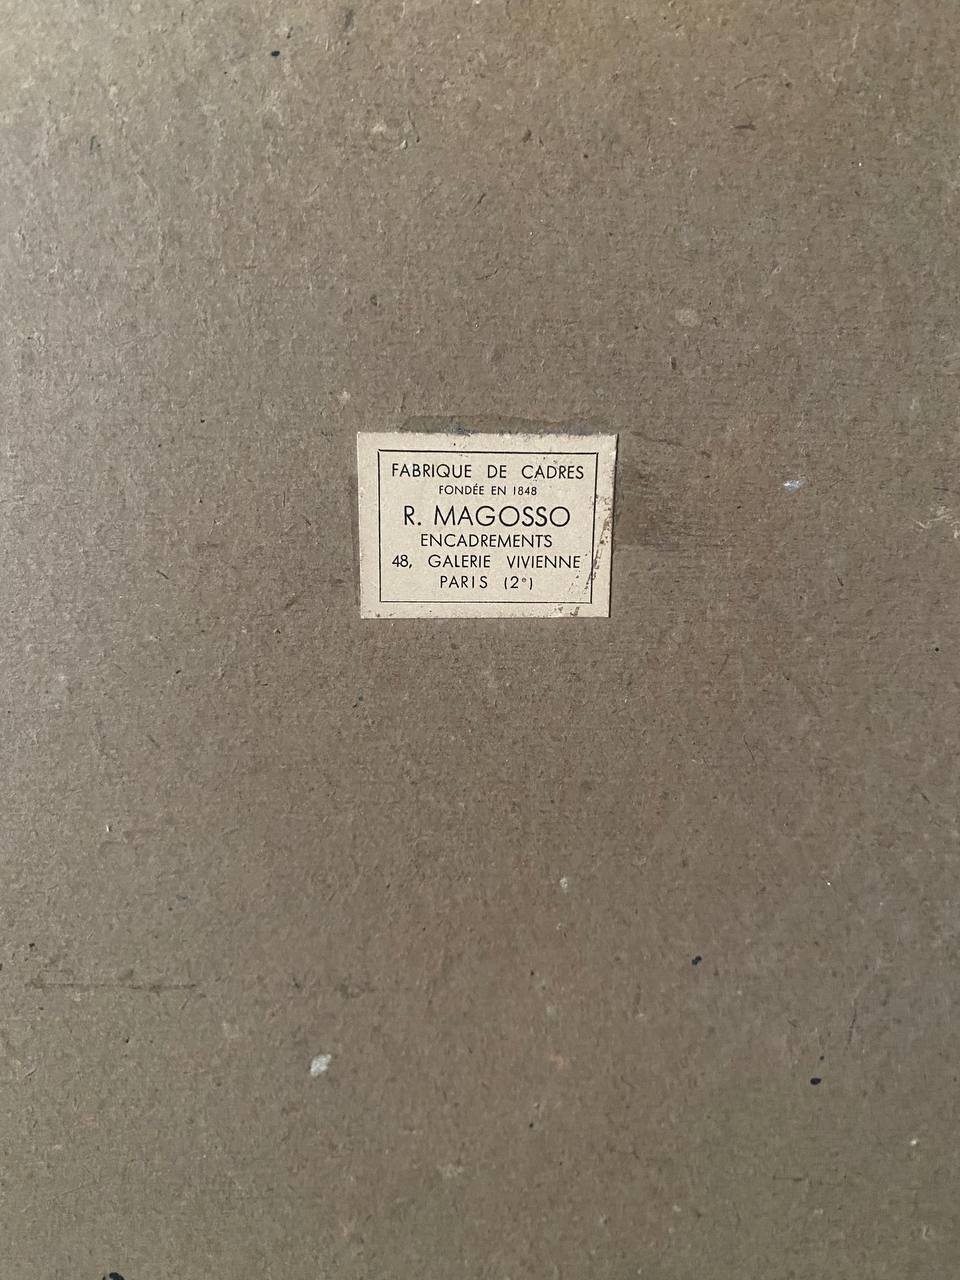 FABRIQUE DE CADRES
FONDÉE EN 1848
R. MAGOSSO
ENCADREMENTS
48, GALERIE VIVIENNE
PARIS (2e)